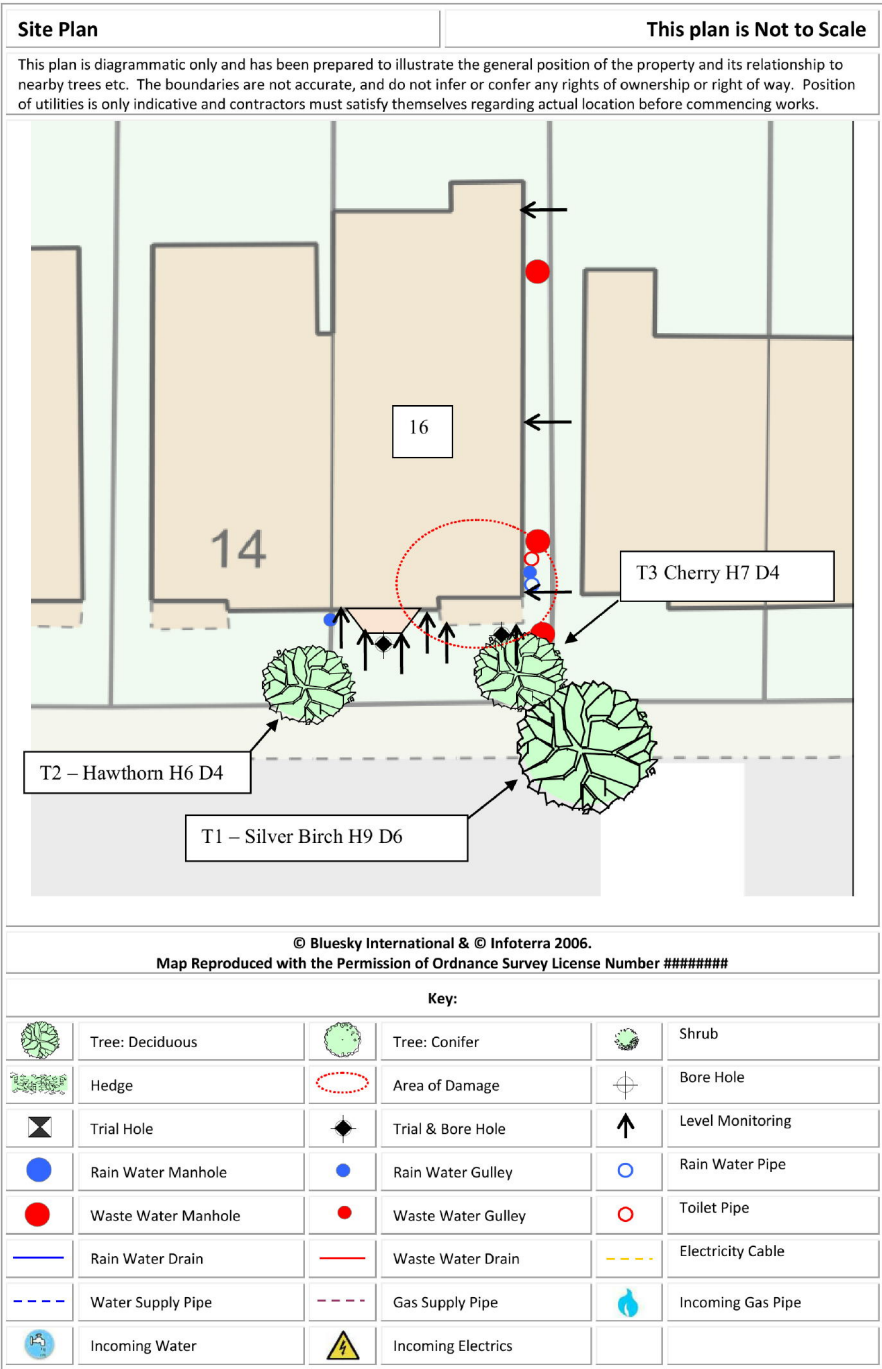 Site Plan
This plan is Not to Scale
This plan is diagrammatic only and has been prepared to illustrate the general position of the property and its relationship to
nearby trees etc. The boundaries are not accurate, and do not infer or confer any rights of ownership or right of way. Position
of utilities is only indicative and contractors must satisfy themselves regarding actual location before commencing works.
16
14
T3 Cherry H7 D4
T2 – Hawthorn H6 D4
T1 – Silver Birch H9 D6
© Bluesky International & © Infoterra 2006.
Map Reproduced with the Permission of Ordnance Survey License Number ########
Key:
Tree: Deciduous
Tree: Conifer
Shrub
Hedge
Area of Damage
Bore Hole
Trial Hole
Trial & Bore Hole
Level Monitoring
Rain Water Manhole
Rain Water Gulley
Rain Water Pipe
Waste Water Manhole
Waste Water Gulley
Toilet Pipe
Rain Water Drain
Waste Water Drain
Electricity Cable
Water Supply Pipe
Gas Supply Pipe
Incoming Gas Pipe
Incoming Water
Incoming Electrics